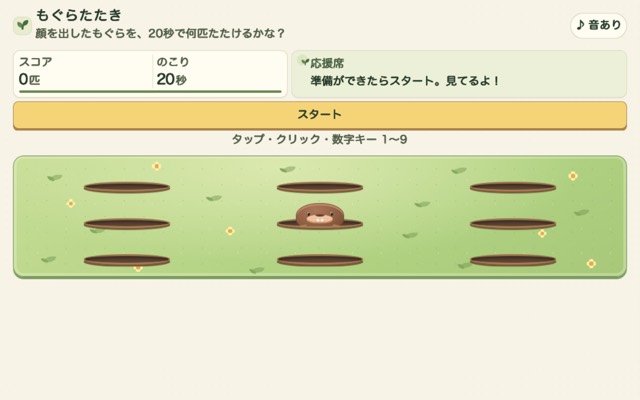 もぐらたたき
顔を出したもぐらを、20秒で何匹たたけるかな？
♪ 音あり
スコア
0匹
のこり
20秒
応援席
準備ができたらスタート。見てるよ！
スタート
タップ・クリック・数字キー 1〜9